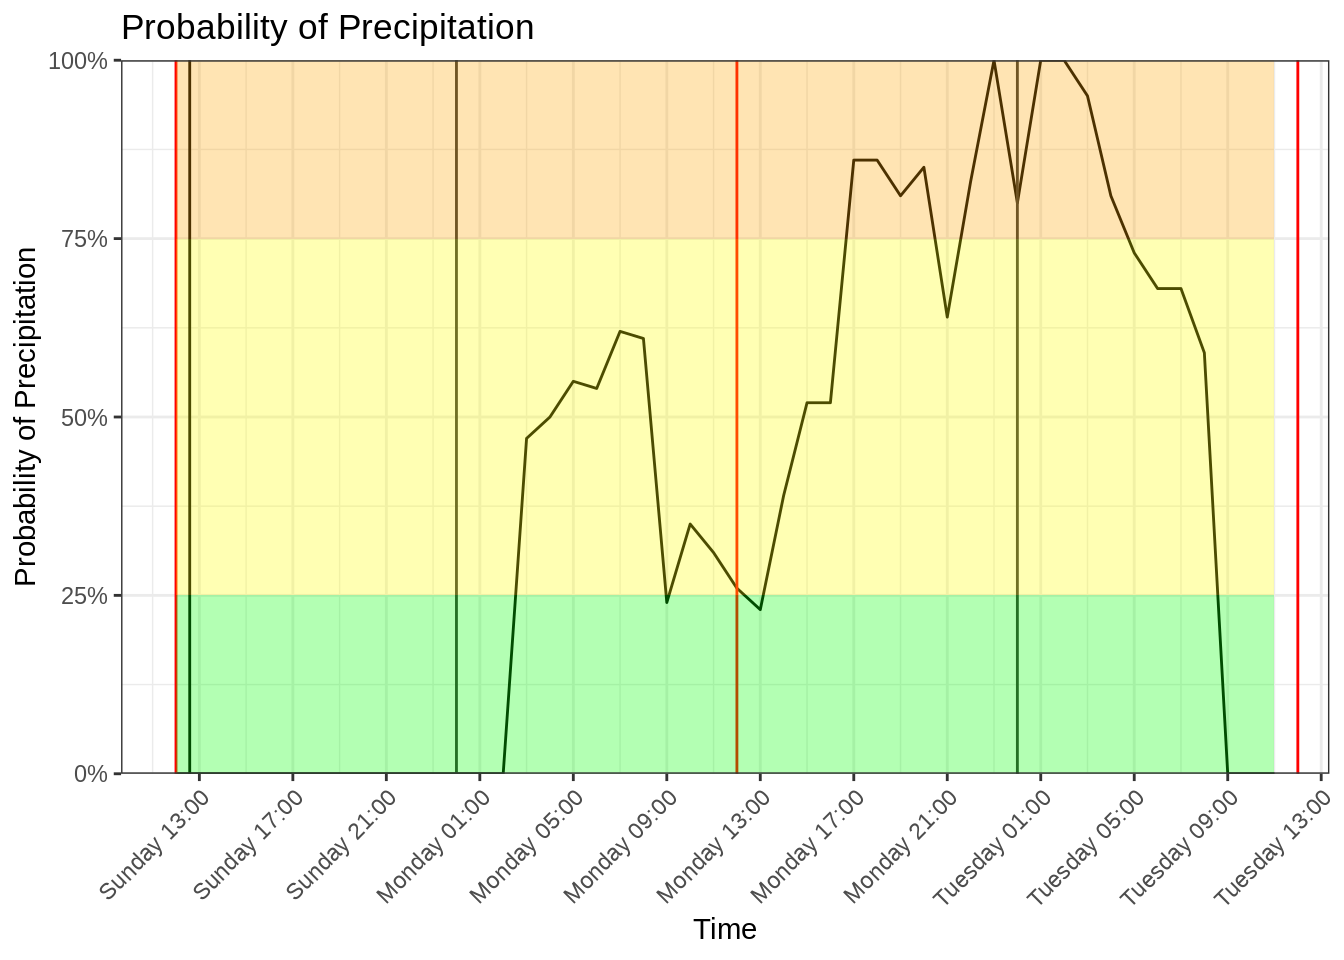 Probability of Precipitation
Probability of Precipitation
100%
75%
50%
25%
0%
Sunday 13:00
Sunday 17:00
Sunday 21:00
Monday 01:00
Monday 05:00
Monday 09:00
Monday 13:00
Monday 17:00
Monday 21:00
Tuesday 01:00
Tuesday 05:00
Tuesday 09:00
Tuesday 13:00
Time